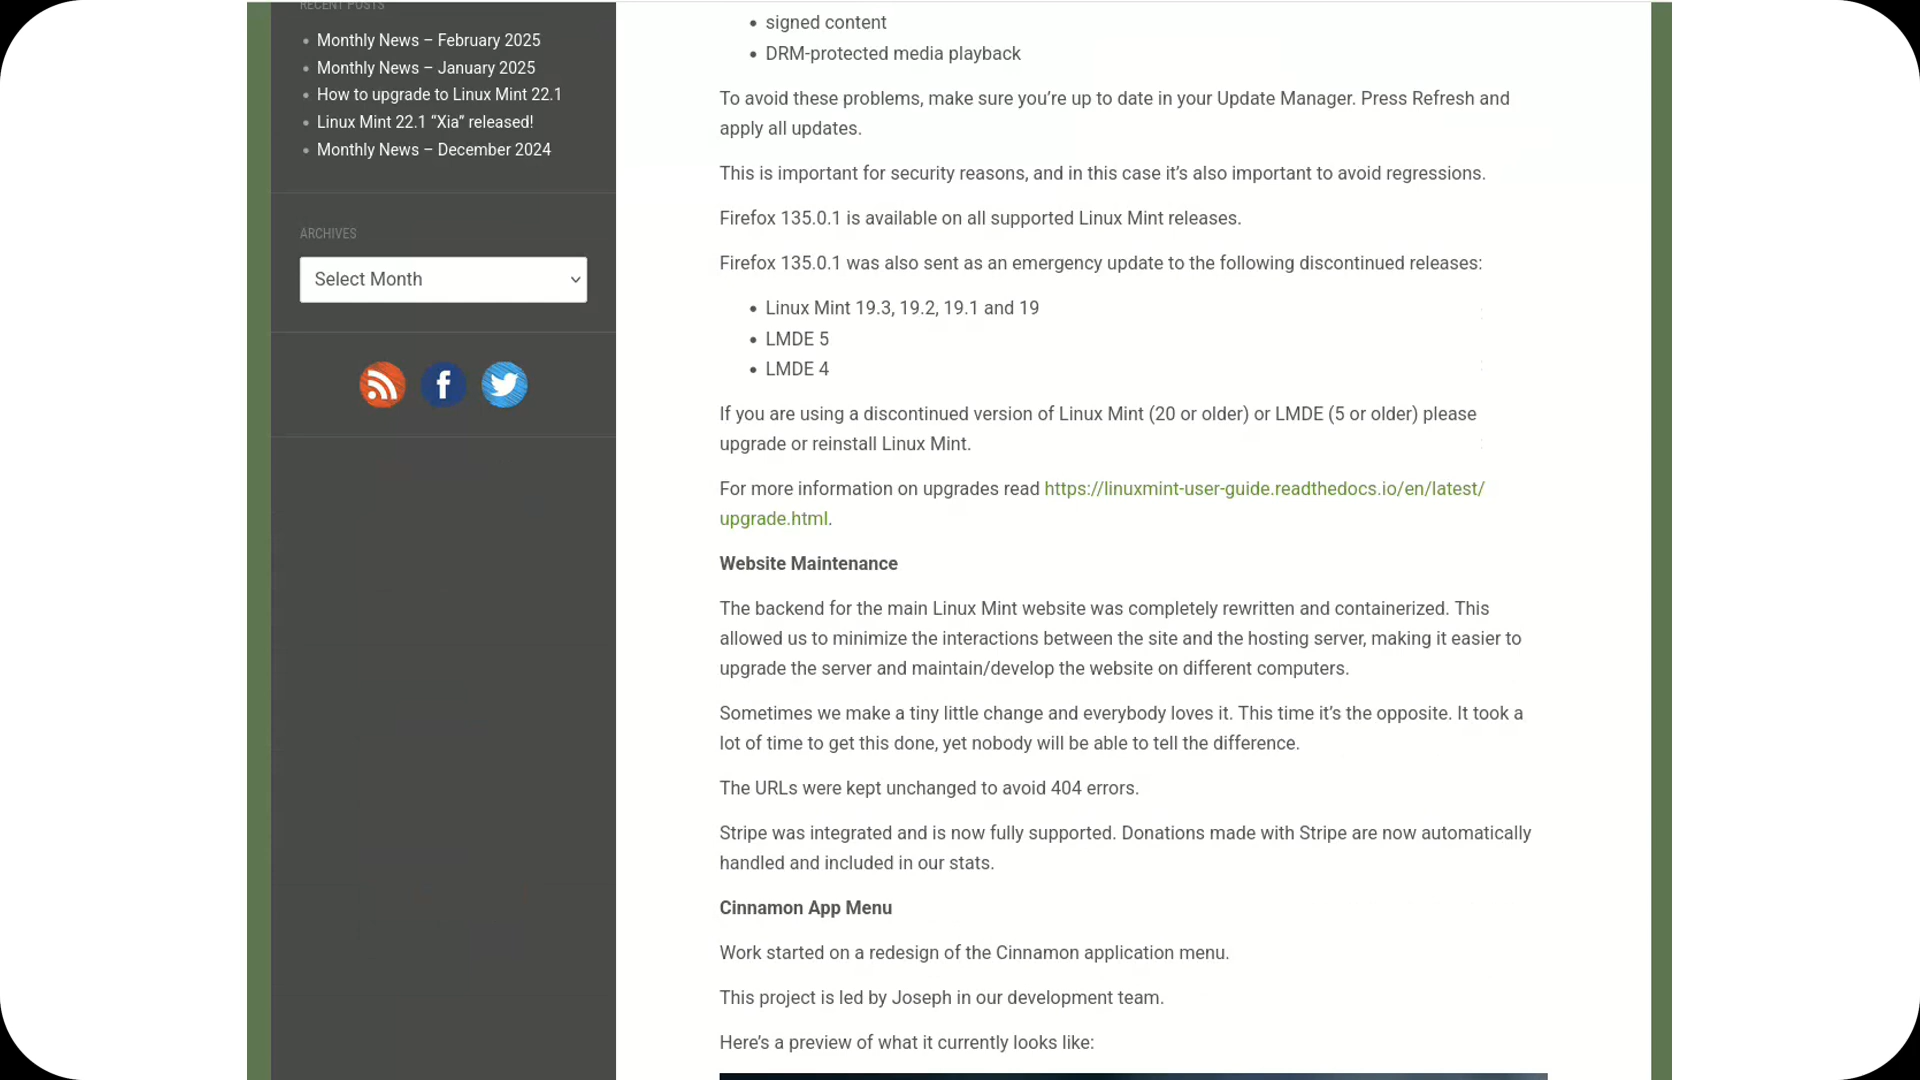 RECENT POSTS
Monthly News – February 2025
Monthly News – January 2025
How to upgrade to Linux Mint 22.1
Linux Mint 22.1 “Xia” released!
Monthly News – December 2024
ARCHIVES
Select Month
signed content
DRM-protected media playback
To avoid these problems, make sure you’re up to date in your Update Manager. Press Refresh and
apply all updates.
This is important for security reasons, and in this case it’s also important to avoid regressions.
Firefox 135.0.1 is available on all supported Linux Mint releases.
Firefox 135.0.1 was also sent as an emergency update to the following discontinued releases:
Linux Mint 19.3, 19.2, 19.1 and 19
LMDE 5
LMDE 4
If you are using a discontinued version of Linux Mint (20 or older) or LMDE (5 or older) please
upgrade or reinstall Linux Mint.
For more information on upgrades read https://linuxmint-user-guide.readthedocs.io/en/latest/
upgrade.html.
Website Maintenance
The backend for the main Linux Mint website was completely rewritten and containerized. This
allowed us to minimize the interactions between the site and the hosting server, making it easier to
upgrade the server and maintain/develop the website on different computers.
Sometimes we make a tiny little change and everybody loves it. This time it’s the opposite. It took a
lot of time to get this done, yet nobody will be able to tell the difference.
The URLs were kept unchanged to avoid 404 errors.
Stripe was integrated and is now fully supported. Donations made with Stripe are now automatically
handled and included in our stats.
Cinnamon App Menu
Work started on a redesign of the Cinnamon application menu.
This project is led by Joseph in our development team.
Here’s a preview of what it currently looks like: